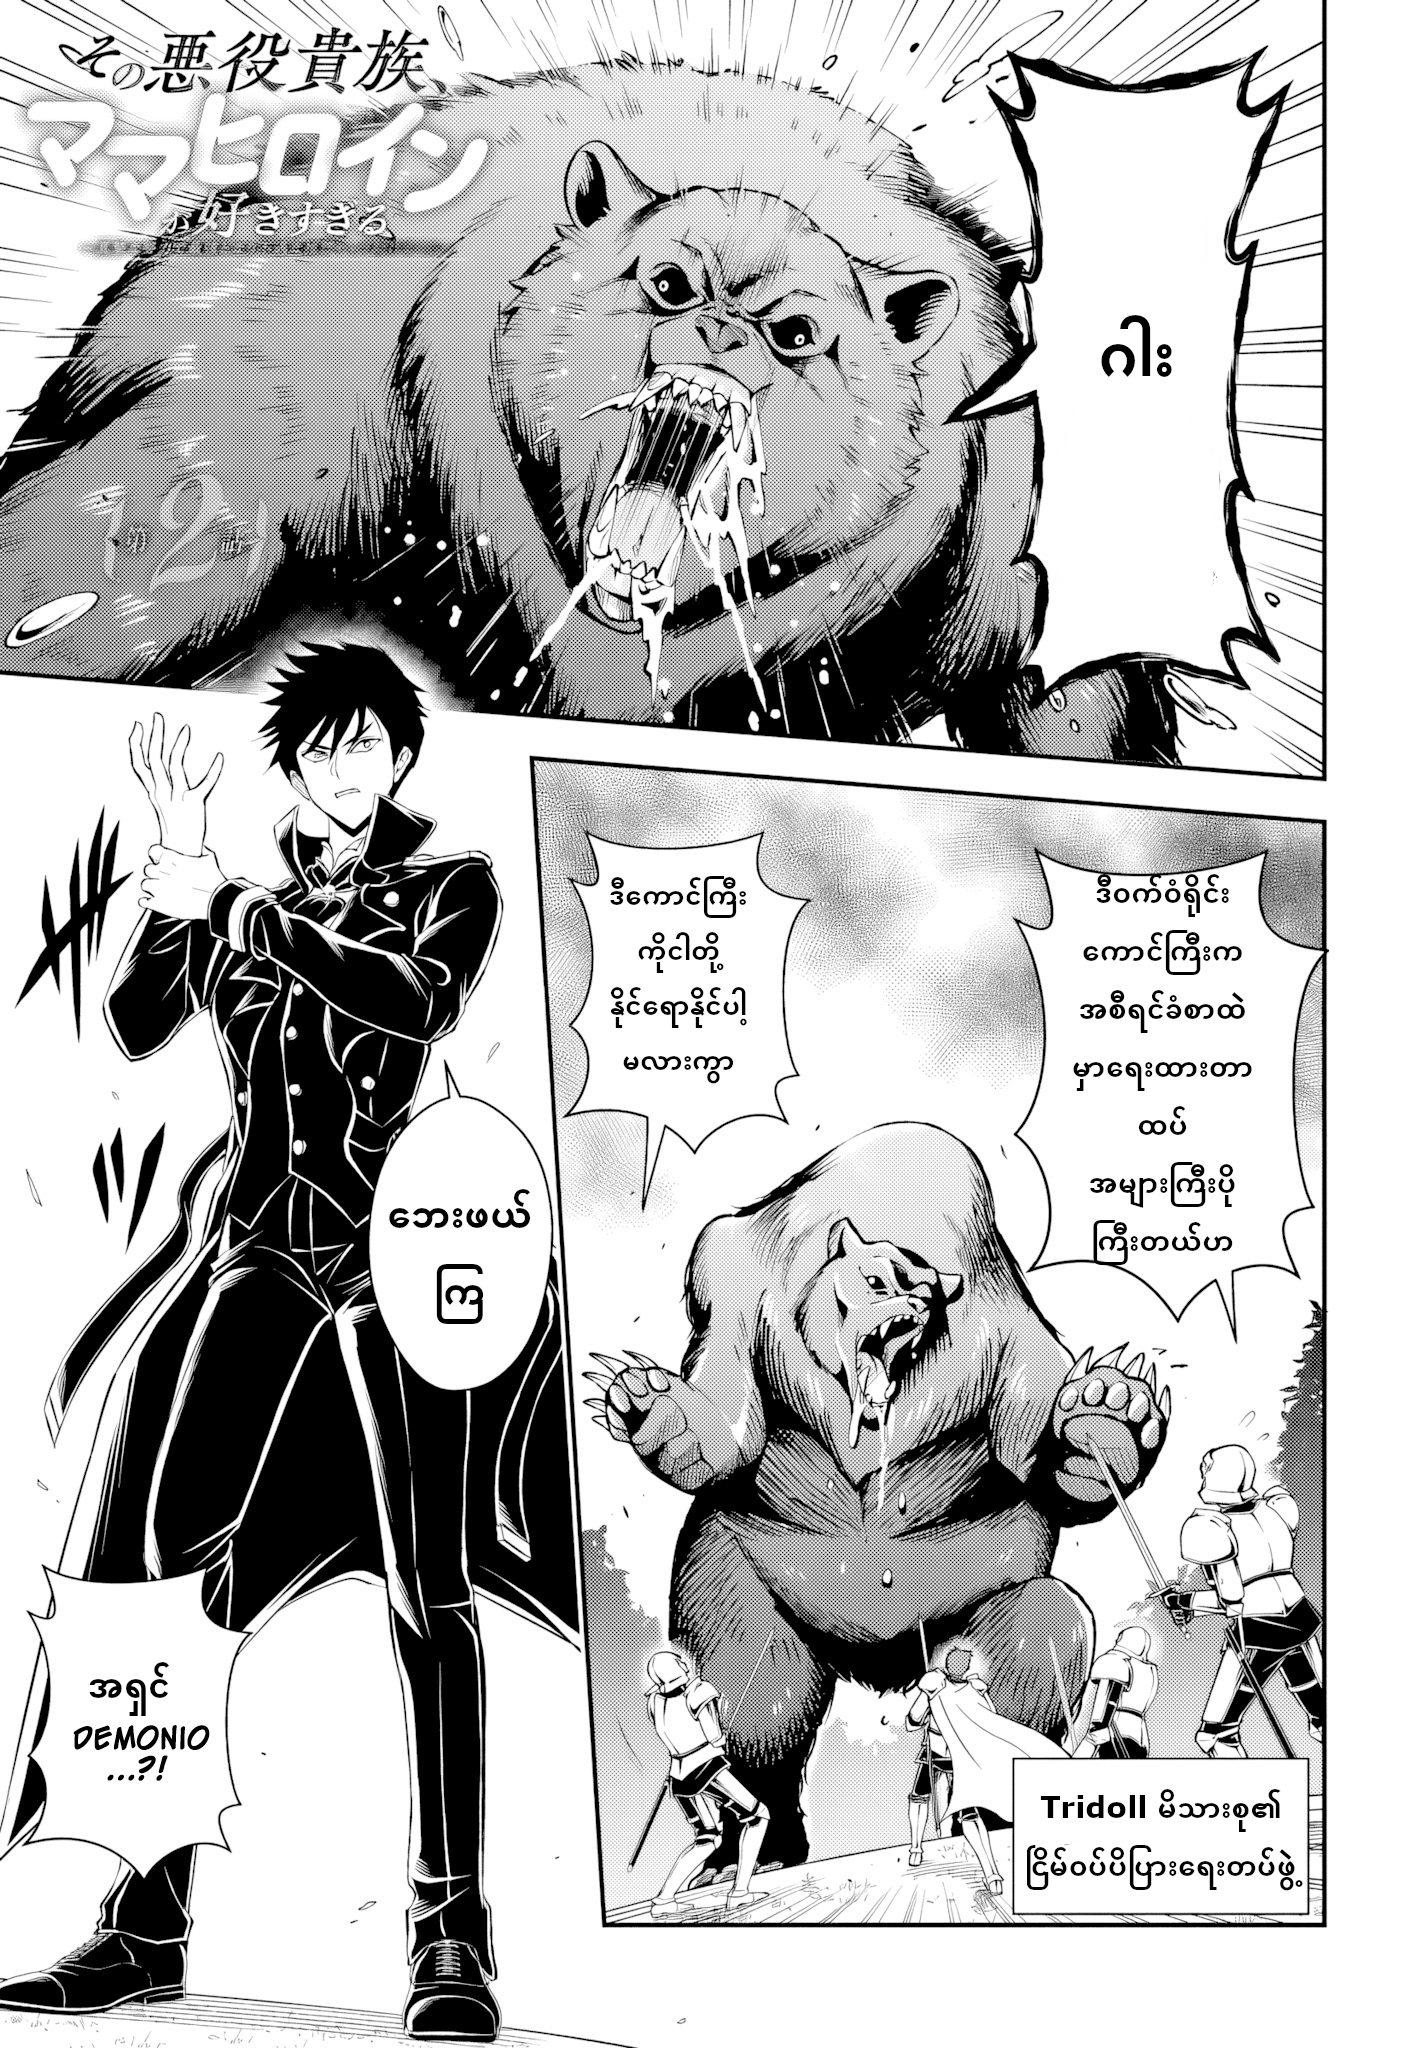 その悪役貴族、
ママヒロイン
が好きすぎる
第2話
ဂါး
ဒီဝက်ဝံရိုင်း
ကောင်ကြီးက
အစီရင်ခံစာထဲ
မှာရေးထားတာ
ထပ်
အများကြီးပို
ကြီးတယ်ဟ
ဒီကောင်ကြီး
ကိုငါတို့
နိုင်ရောနိုင်ပါ့
မလားကွာ
Tridoll မိသားစု၏
ငြိမ်ဝပ်ပိပြားရေးတပ်ဖွဲ့
ဘေးဖယ်
ကြ
အရှင်
DEMONIO
...?!